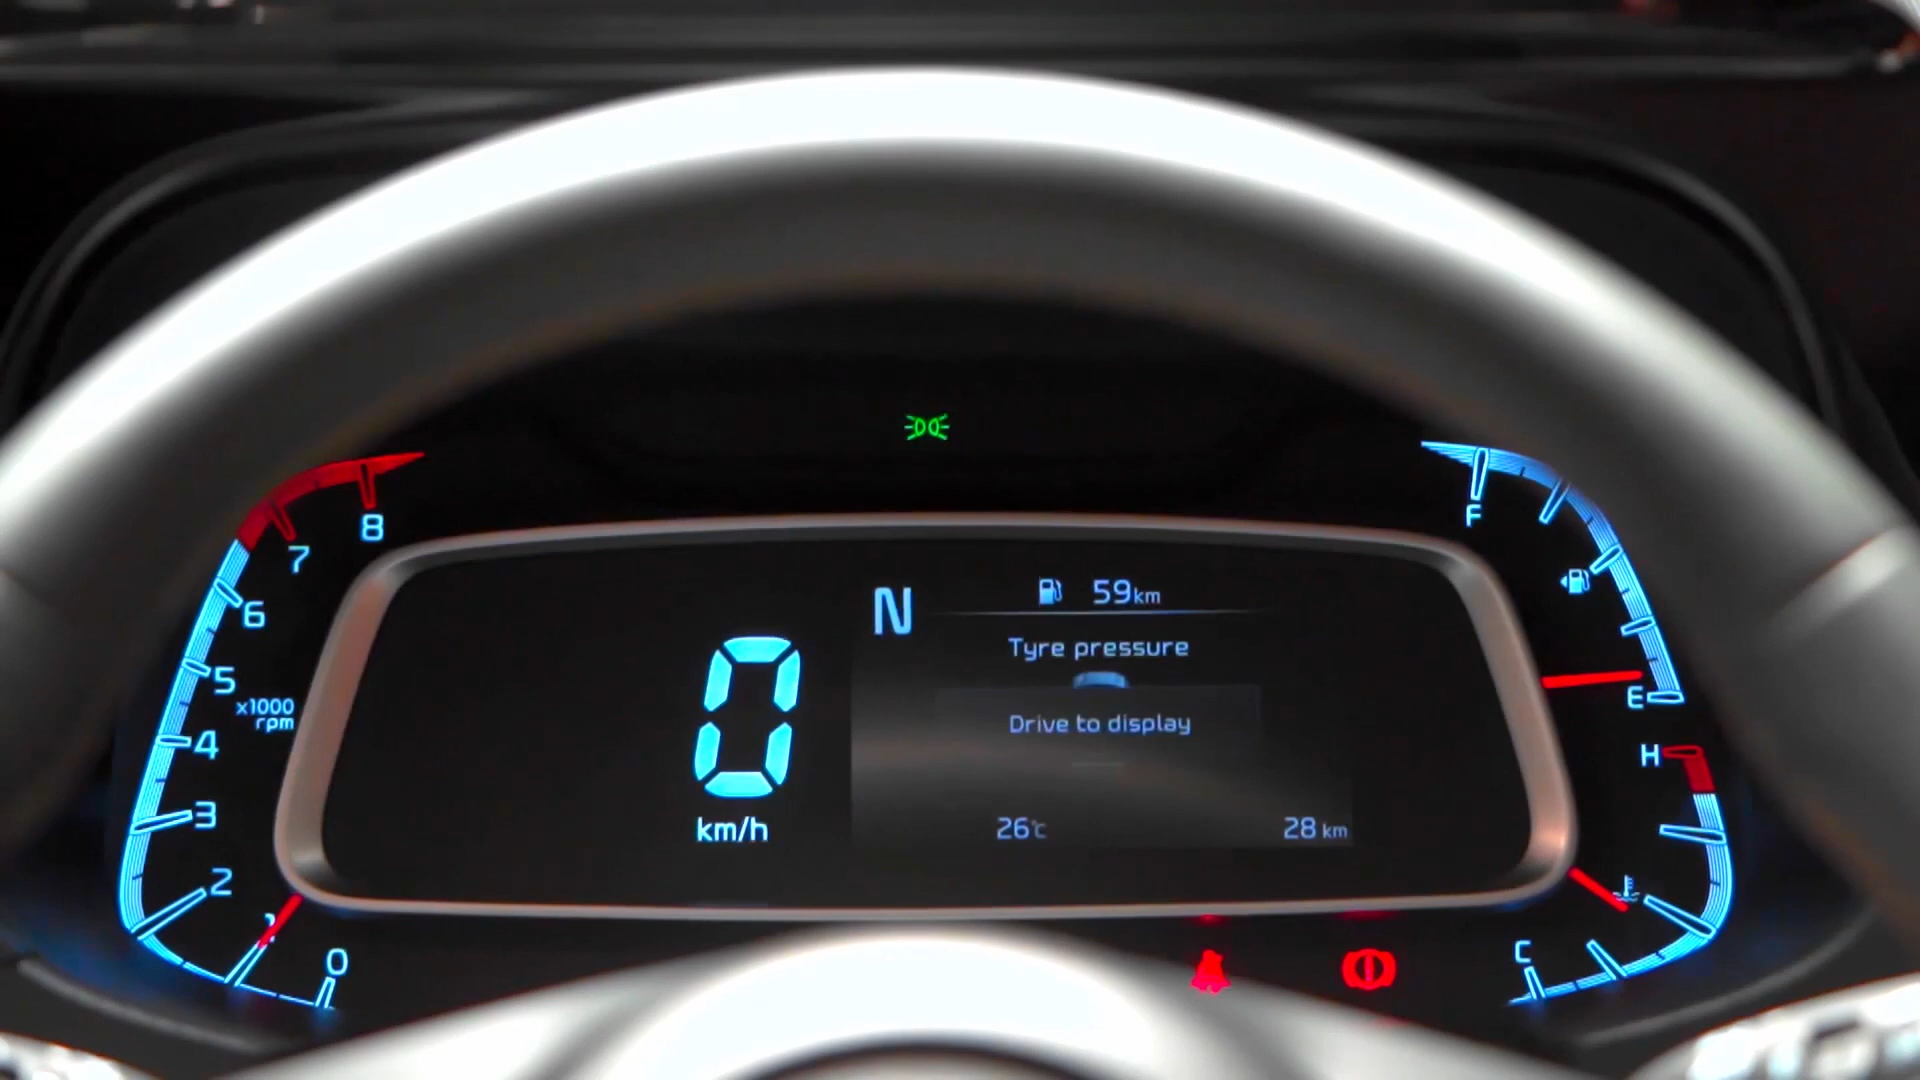 8
7
6
5
x1000
rpm
4
3
2
1
0
N
59km
Tyre pressure
Drive to display
0
km/h
26℃
28 km
F
E
H
C